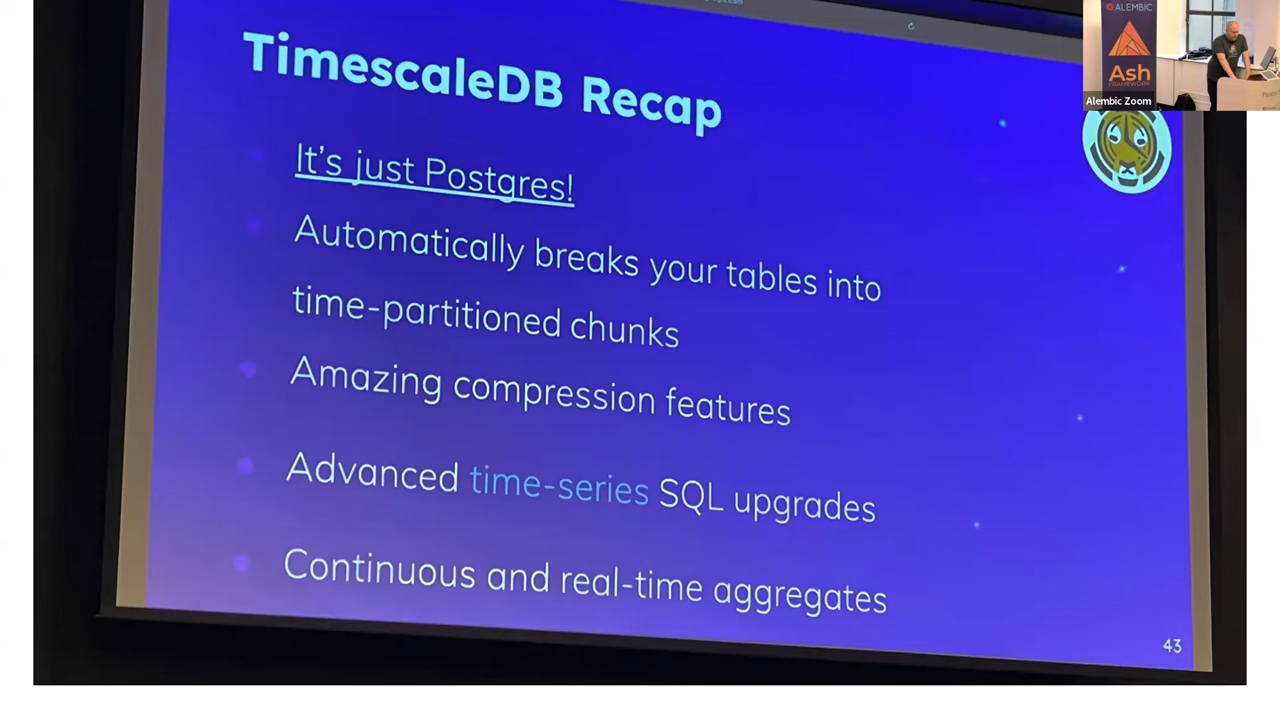 TimescaleDB Recap
It's just Postgres!
Automatically breaks your tables into
time-partitioned chunks
Amazing compression features
Advanced time-series SQL upgrades
Continuous and real-time aggregates
43
ALEMBIC
Ash
FRAMEWORK
Alembic Zoom